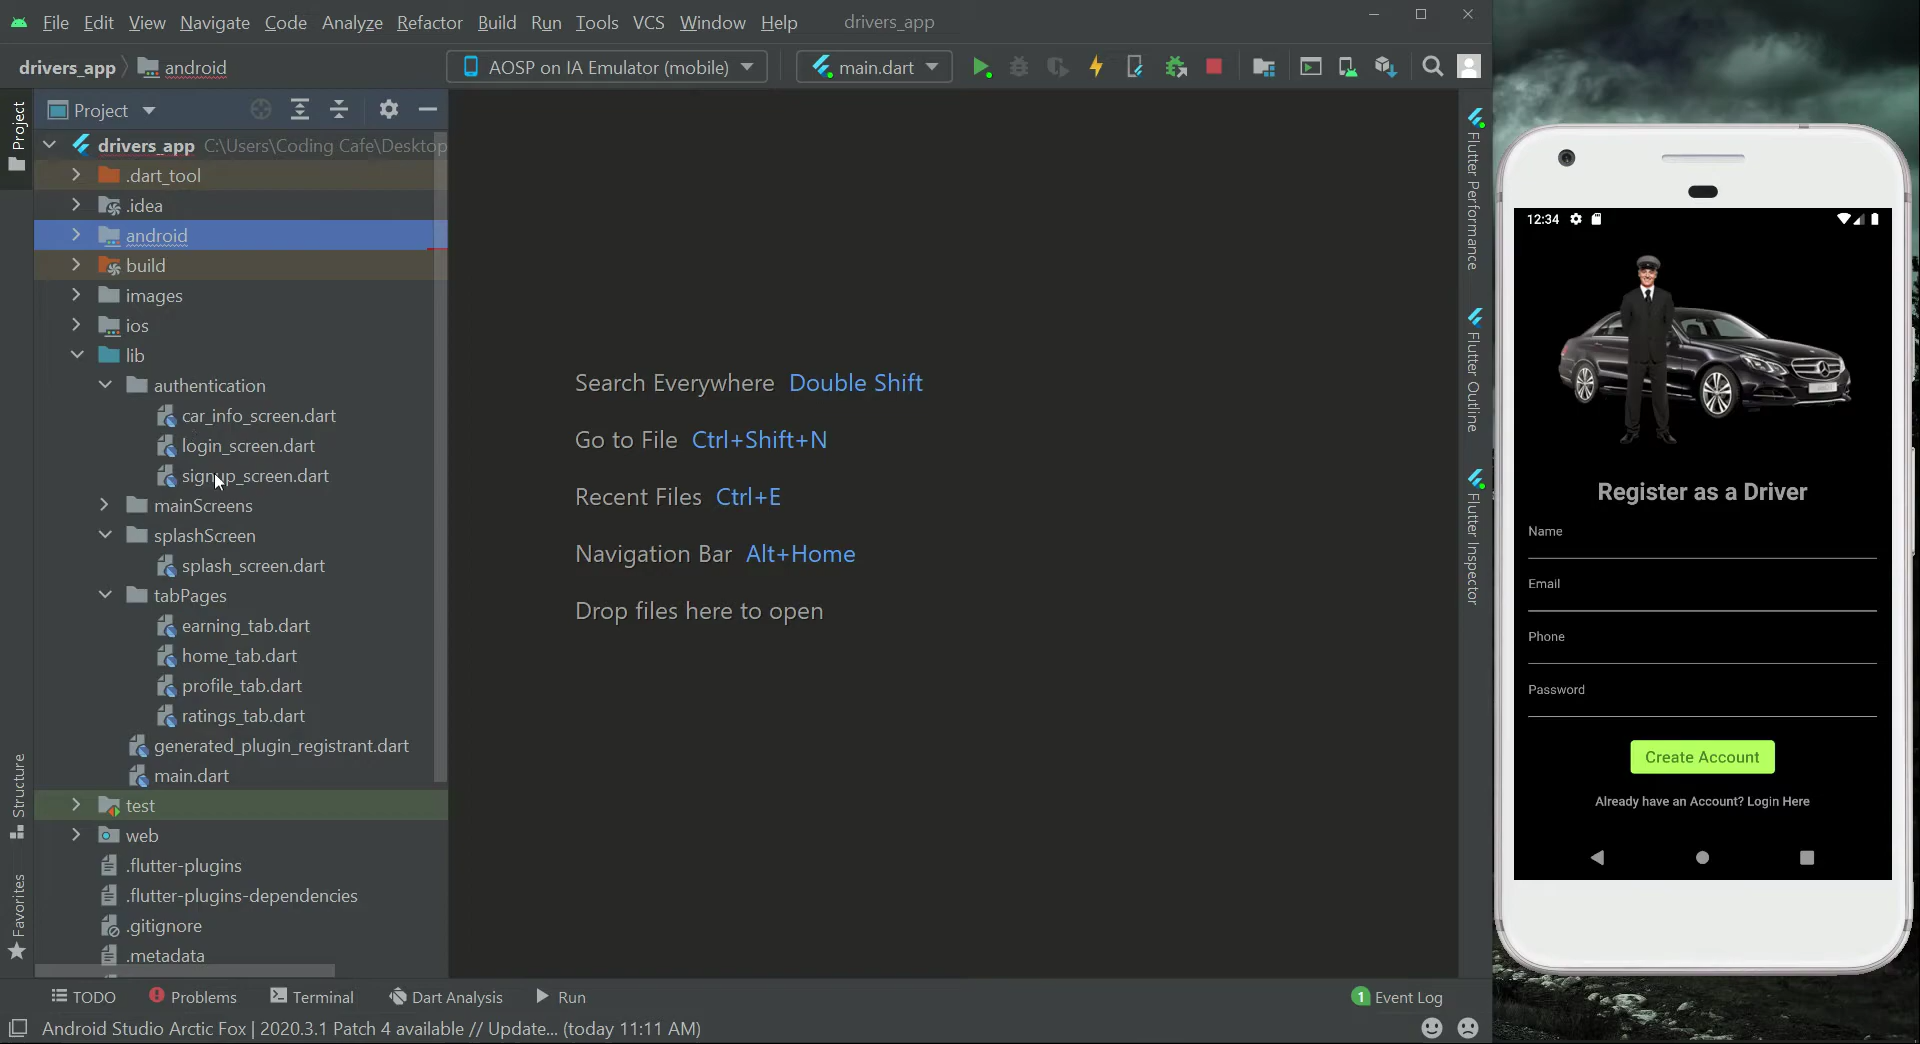 File Edit View Navigate Code Analyze Refactor Build Run Tools VCS Window Help drivers_app
drivers_app android AOSP on IA Emulator (mobile) main.dart
Project
Project
drivers_app C:\Users\Coding Cafe\Desktop
.dart_tool
.idea
android
build
images
ios
lib
authentication
car_info_screen.dart
login_screen.dart
signup_screen.dart
mainScreens
splashScreen
splash_screen.dart
tabPages
earning_tab.dart
home_tab.dart
profile_tab.dart
ratings_tab.dart
generated_plugin_registrant.dart
main.dart
test
web
.flutter-plugins
.flutter-plugins-dependencies
.gitignore
.metadata
Structure
Favorites
Search Everywhere Double Shift
Go to File Ctrl+Shift+N
Recent Files Ctrl+E
Navigation Bar Alt+Home
Drop files here to open
Flutter Performance
Flutter Outline
Flutter Inspector
TODO Problems Terminal Dart Analysis Run 1 Event Log
Android Studio Arctic Fox | 2020.3.1 Patch 4 available // Update... (today 11:11 AM)
12:34
Register as a Driver
Name
Email
Phone
Password
Create Account
Already have an Account? Login Here